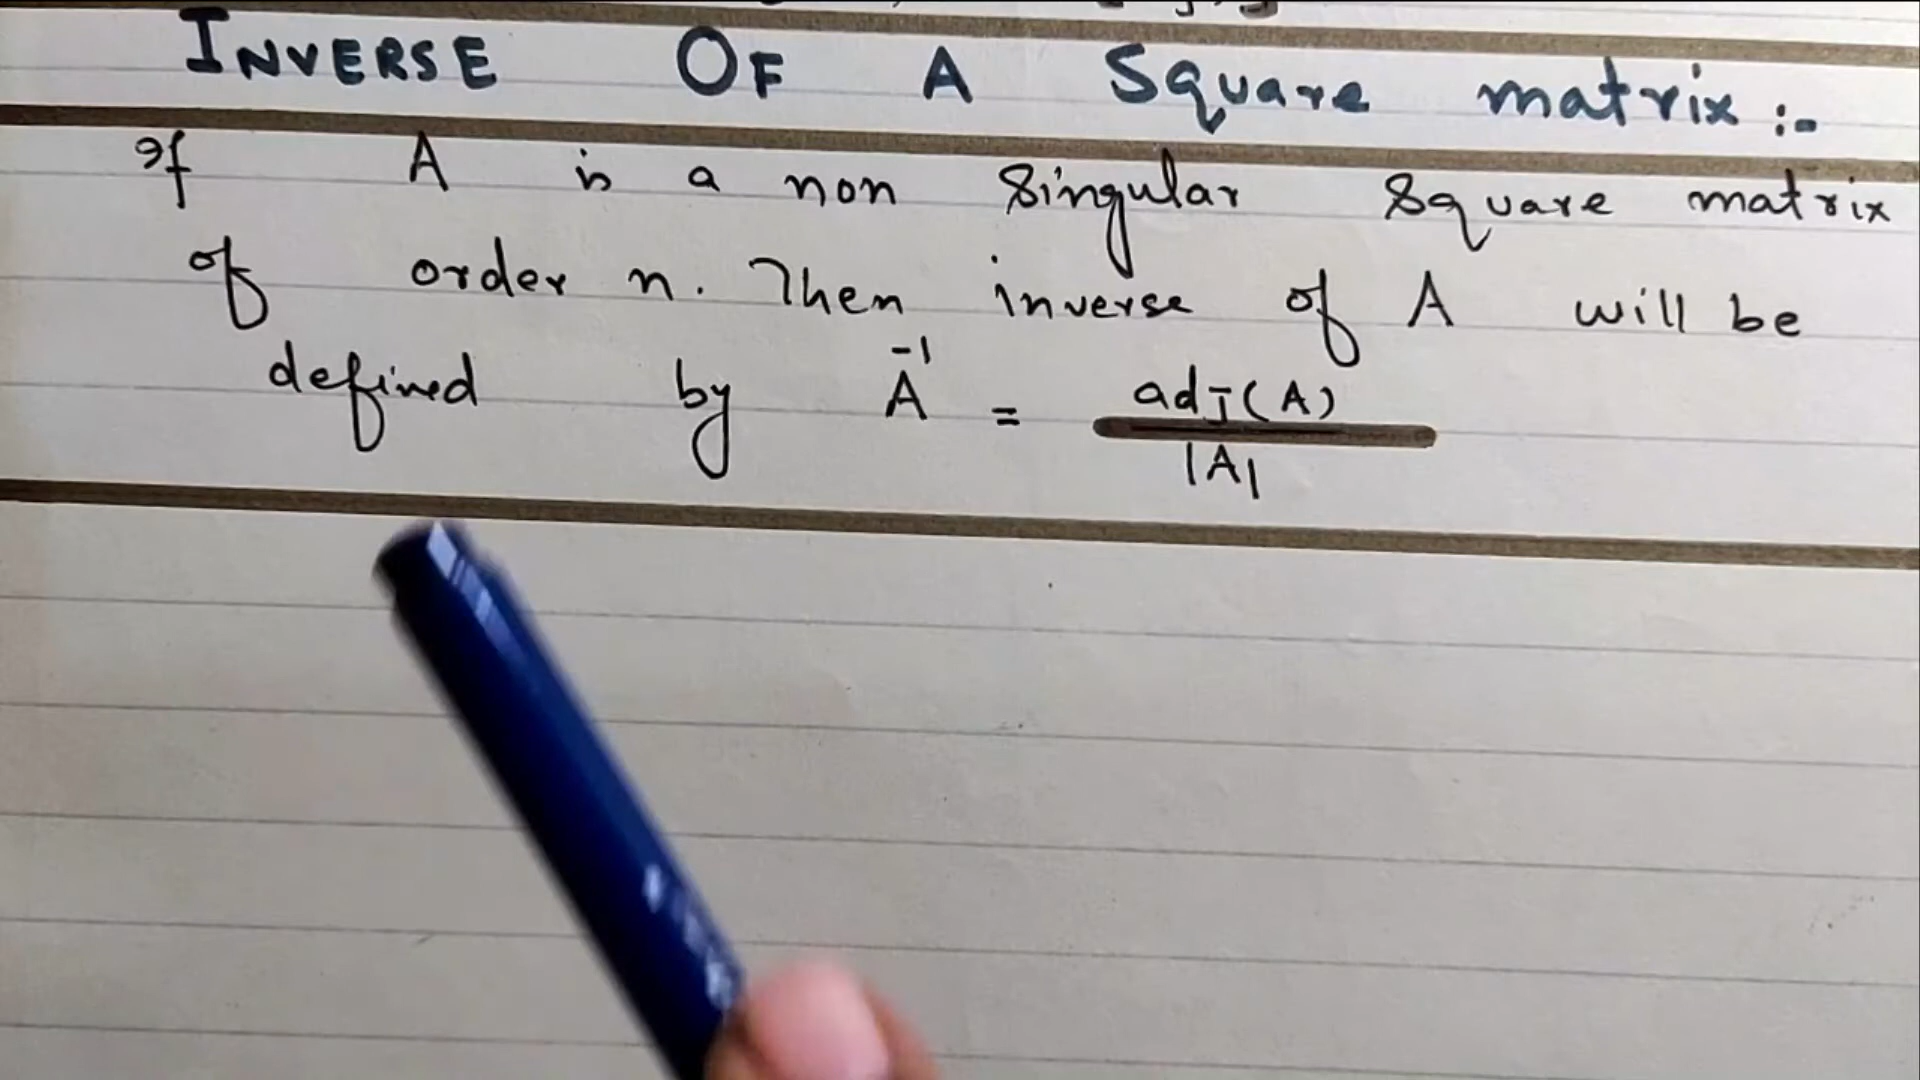 INVERSE OF A Square matrix :-
If A is a non singular square matrix
of order n. Then inverse of A will be
defined by A⁻¹ = adj(A) / |A|